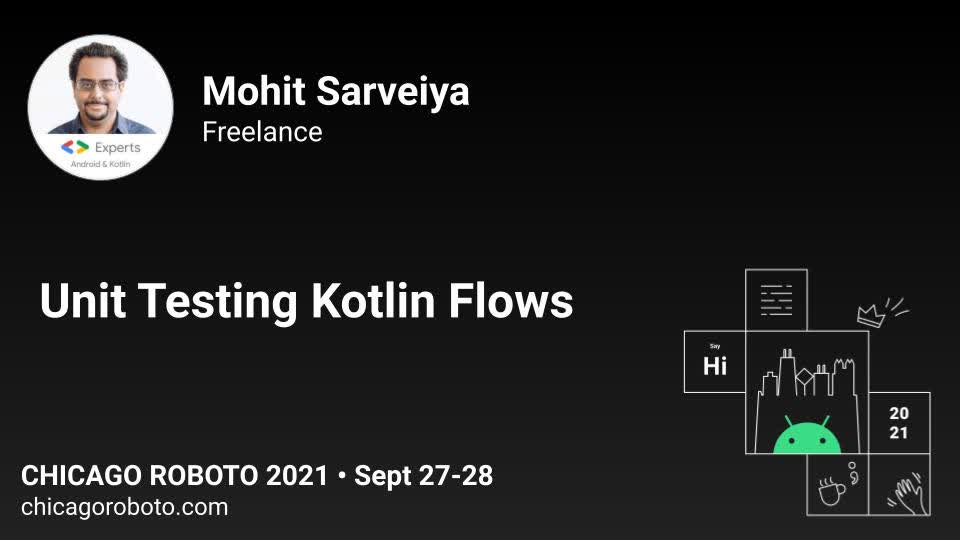 Mohit Sarveiya
Freelance
Experts
Android & Kotlin
Unit Testing Kotlin Flows
Say
Hi
20
21
CHICAGO ROBOTO 2021 • Sept 27-28
chicagoroboto.com